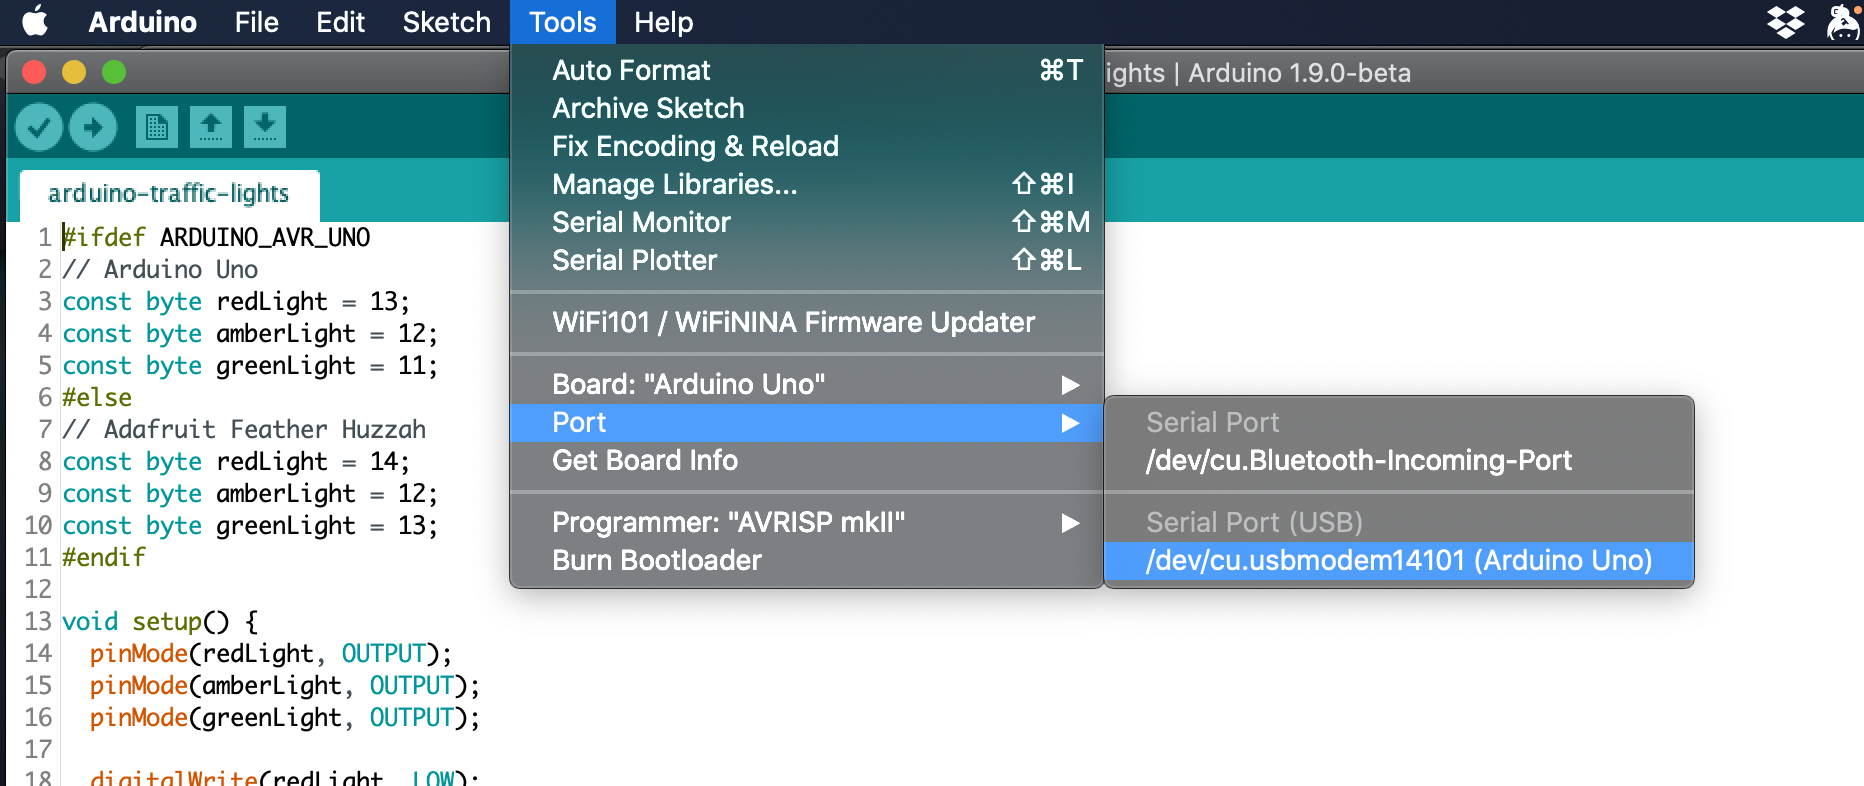 Arduino File Edit Sketch Tools Help
ights | Arduino 1.9.0-beta
arduino-traffic-lights
1 #ifdef ARDUINO_AVR_UNO
2 // Arduino Uno
3 const byte redLight = 13;
4 const byte amberLight = 12;
5 const byte greenLight = 11;
6 #else
7 // Adafruit Feather Huzzah
8 const byte redLight = 14;
9 const byte amberLight = 12;
10 const byte greenLight = 13;
11 #endif
12
13 void setup() {
14   pinMode(redLight, OUTPUT);
15   pinMode(amberLight, OUTPUT);
16   pinMode(greenLight, OUTPUT);
17
18   digitalWrite(redLight, LOW);
Auto Format ⌘T
Archive Sketch
Fix Encoding & Reload
Manage Libraries... ⇧⌘I
Serial Monitor ⇧⌘M
Serial Plotter ⇧⌘L
WiFi101 / WiFiNINA Firmware Updater
Board: "Arduino Uno" ▶
Port ▶
Get Board Info
Programmer: "AVRISP mkII" ▶
Burn Bootloader
Serial Port
/dev/cu.Bluetooth-Incoming-Port
Serial Port (USB)
/dev/cu.usbmodem14101 (Arduino Uno)